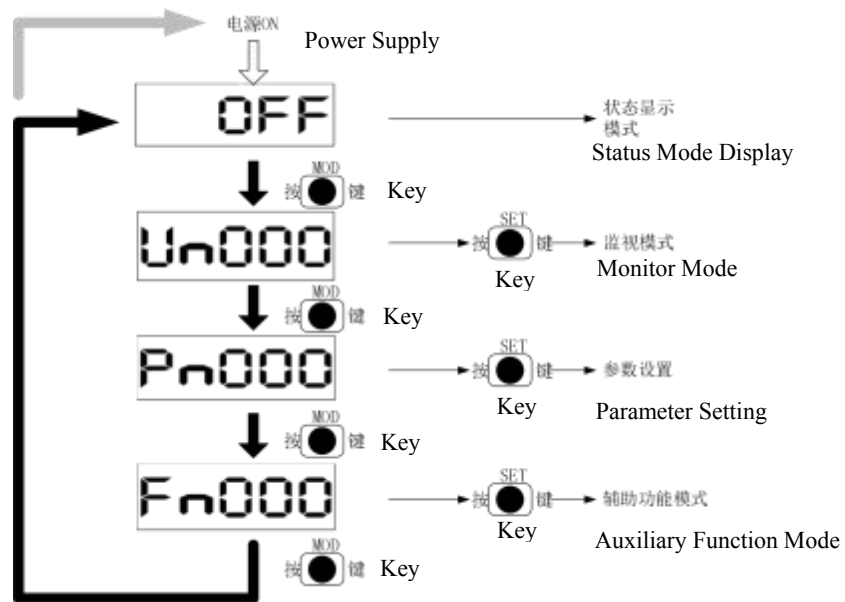 电源ON
Power Supply
OFF
状态显示
模式
Status Mode Display
MOD
按 键 Key
Un000
SET
按 键
监视模式
Key
Monitor Mode
MOD
按 键 Key
Pn000
SET
按 键
参数设置
Key
Parameter Setting
MOD
按 键 Key
Fn000
SET
按 键
辅助功能模式
Key
Auxiliary Function Mode
MOD
按 键 Key